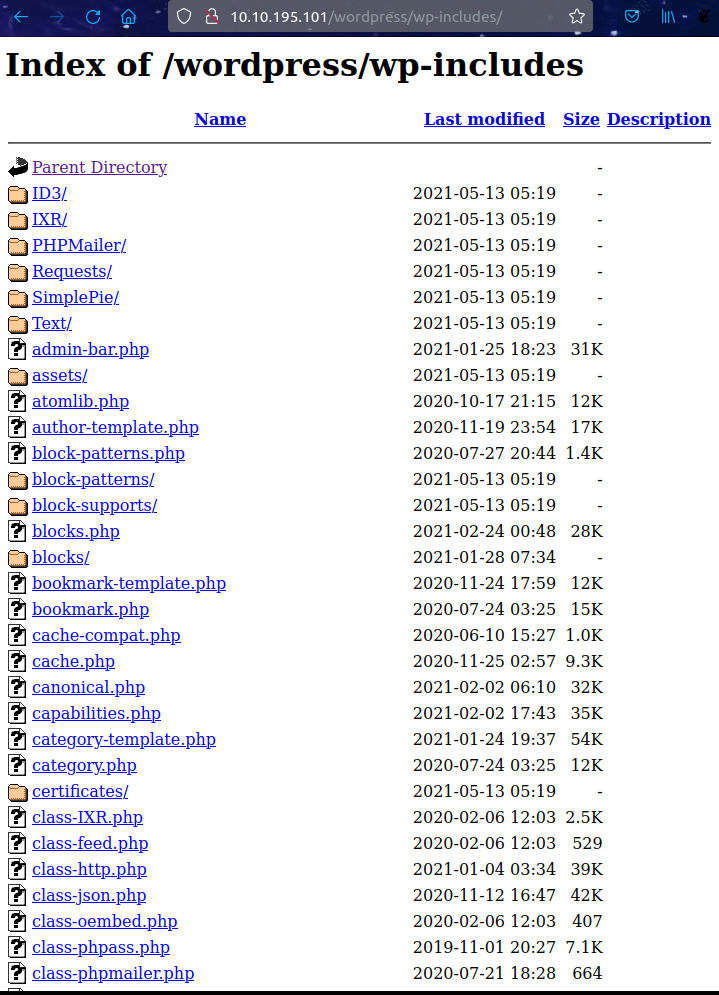 10.10.195.101/wordpress/wp-includes/
Index of /wordpress/wp-includes
Name Last modified Size Description
Parent Directory -
ID3/ 2021-05-13 05:19 -
IXR/ 2021-05-13 05:19 -
PHPMailer/ 2021-05-13 05:19 -
Requests/ 2021-05-13 05:19 -
SimplePie/ 2021-05-13 05:19 -
Text/ 2021-05-13 05:19 -
admin-bar.php 2021-01-25 18:23 31K
assets/ 2021-05-13 05:19 -
atomlib.php 2020-10-17 21:15 12K
author-template.php 2020-11-19 23:54 17K
block-patterns.php 2020-07-27 20:44 1.4K
block-patterns/ 2021-05-13 05:19 -
block-supports/ 2021-05-13 05:19 -
blocks.php 2021-02-24 00:48 28K
blocks/ 2021-01-28 07:34 -
bookmark-template.php 2020-11-24 17:59 12K
bookmark.php 2020-07-24 03:25 15K
cache-compat.php 2020-06-10 15:27 1.0K
cache.php 2020-11-25 02:57 9.3K
canonical.php 2021-02-02 06:10 32K
capabilities.php 2021-02-02 17:43 35K
category-template.php 2021-01-24 19:37 54K
category.php 2020-07-24 03:25 12K
certificates/ 2021-05-13 05:19 -
class-IXR.php 2020-02-06 12:03 2.5K
class-feed.php 2020-02-06 12:03 529
class-http.php 2021-01-04 03:34 39K
class-json.php 2020-11-12 16:47 42K
class-oembed.php 2020-02-06 12:03 407
class-phpass.php 2019-11-01 20:27 7.1K
class-phpmailer.php 2020-07-21 18:28 664